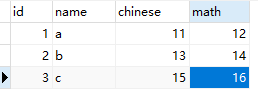 id name chinese math
1 a 11 12
2 b 13 14
3 c 15 16